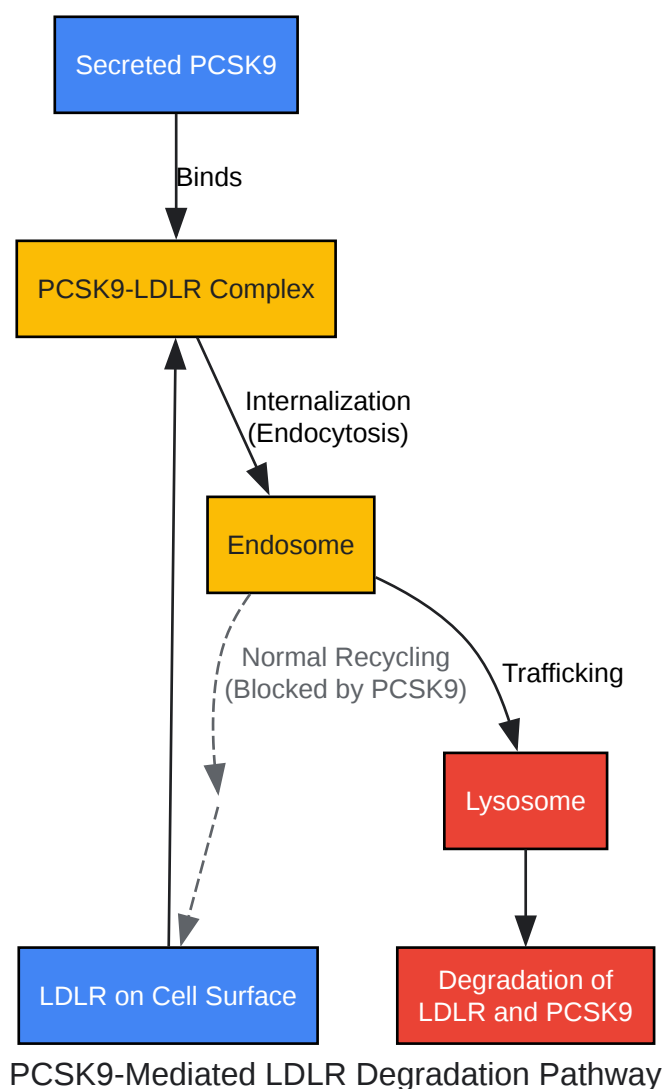 Secreted PCSK9
Binds
PCSK9-LDLR Complex
Internalization
(Endocytosis)
Endosome
Normal Recycling
(Blocked by PCSK9)
Trafficking
Lysosome
LDLR on Cell Surface
Degradation of
LDLR and PCSK9
PCSK9-Mediated LDLR Degradation Pathway